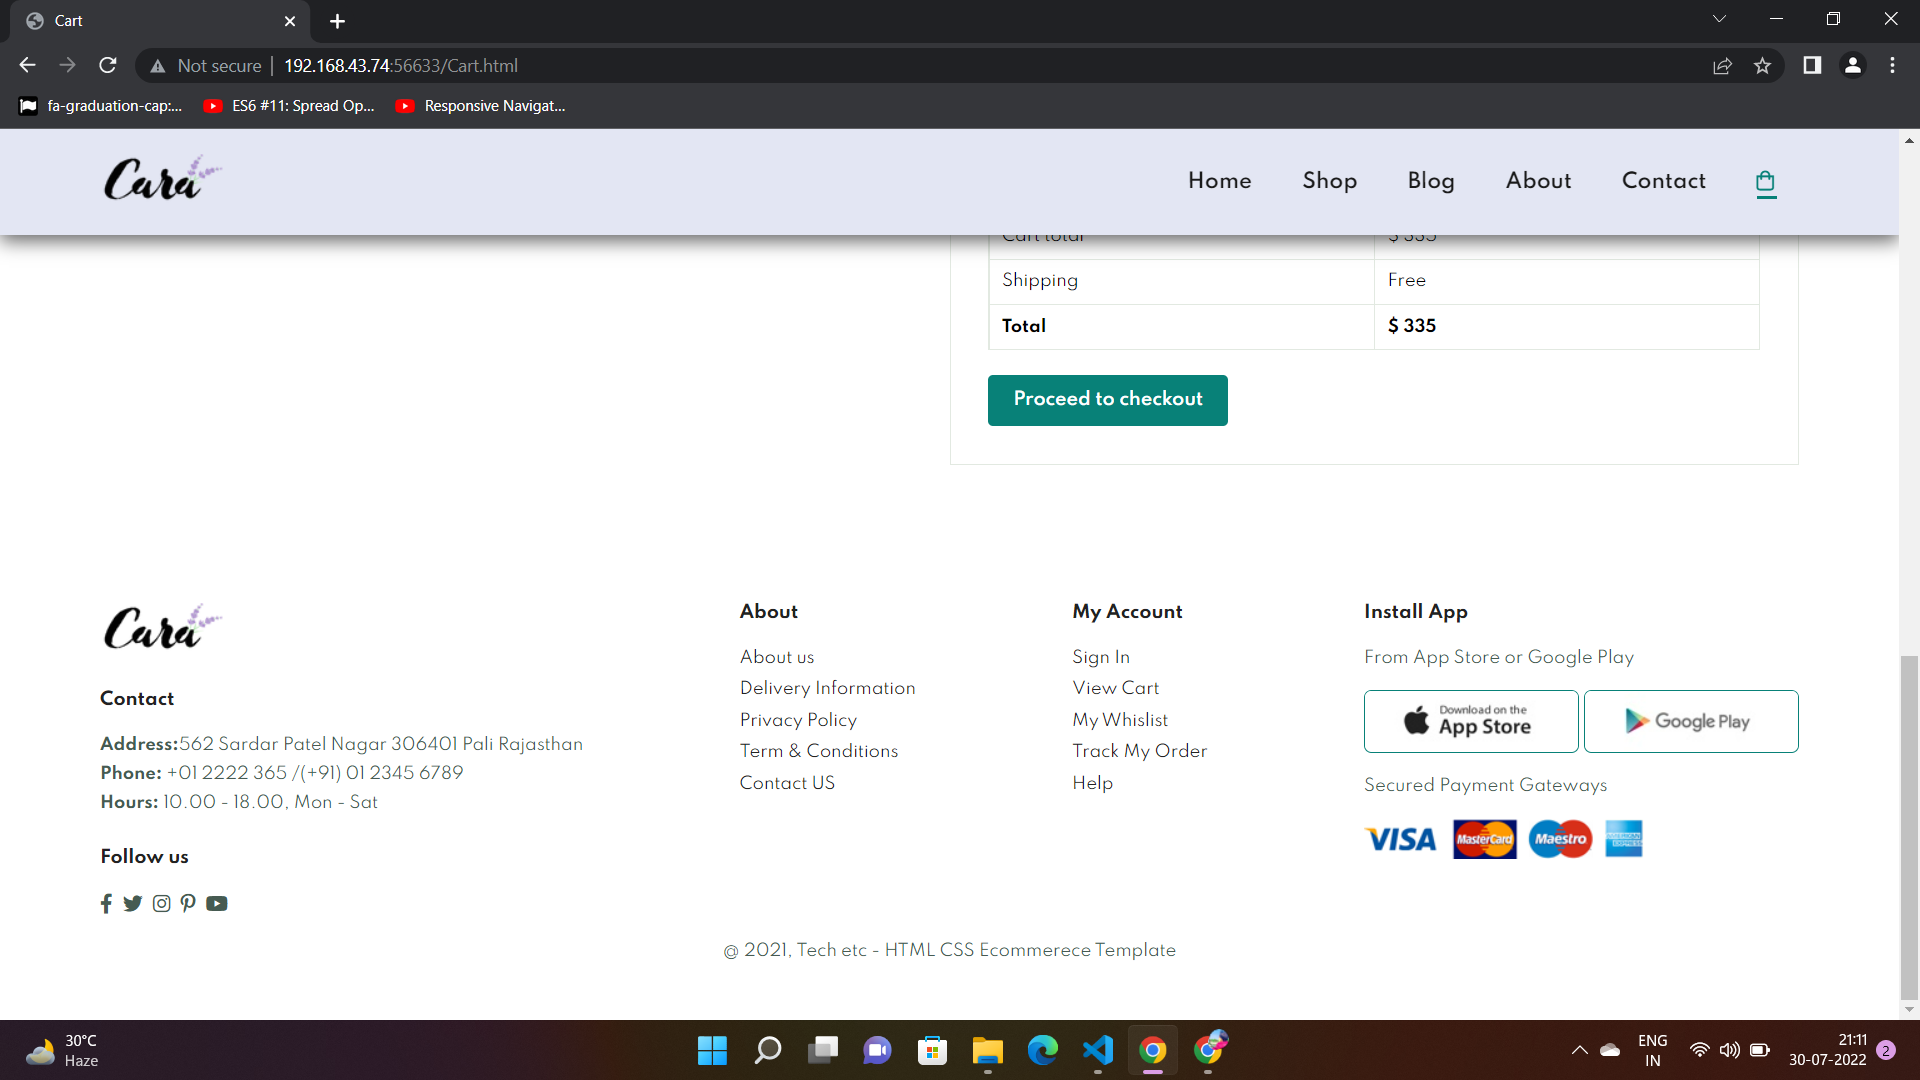 Cart
Not secure
192.168.43.74:56633/Cart.html
fa-graduation-cap:...
ES6 #11: Spread Op...
Responsive Navigat...
Cara
Home
Shop
Blog
About
Contact
Cart total
$ 335
Shipping
Free
Total
$ 335
Proceed to checkout
Cara
Contact
Address:562 Sardar Patel Nagar 306401 Pali Rajasthan
Phone: +01 2222 365 /(+91) 01 2345 6789
Hours: 10.00 - 18.00, Mon - Sat
Follow us
About
About us
Delivery Information
Privacy Policy
Term & Conditions
Contact US
My Account
Sign In
View Cart
My Whislist
Track My Order
Help
Install App
From App Store or Google Play
Download on the
App Store
Google Play
Secured Payment Gateways
VISA
MasterCard
Maestro
AMERICAN
EXPRESS
@ 2021, Tech etc - HTML CSS Ecommerece Template
30°C
Haze
ENG
IN
21:11
30-07-2022
2